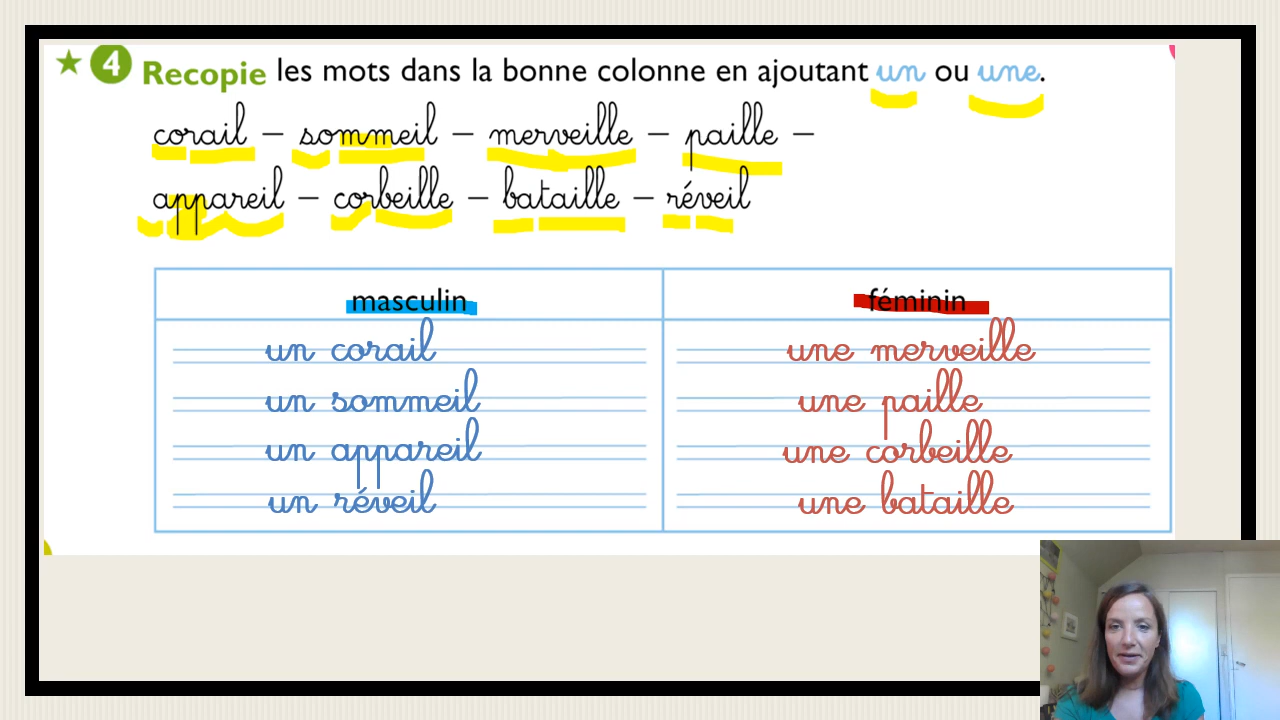 ★ 4 Recopie les mots dans la bonne colonne en ajoutant un ou une.
corail – sommeil – merveille – paille –
appareil – corbeille – bataille – réveil
masculin féminin
un corail une merveille
un sommeil une paille
un appareil une corbeille
un réveil une bataille